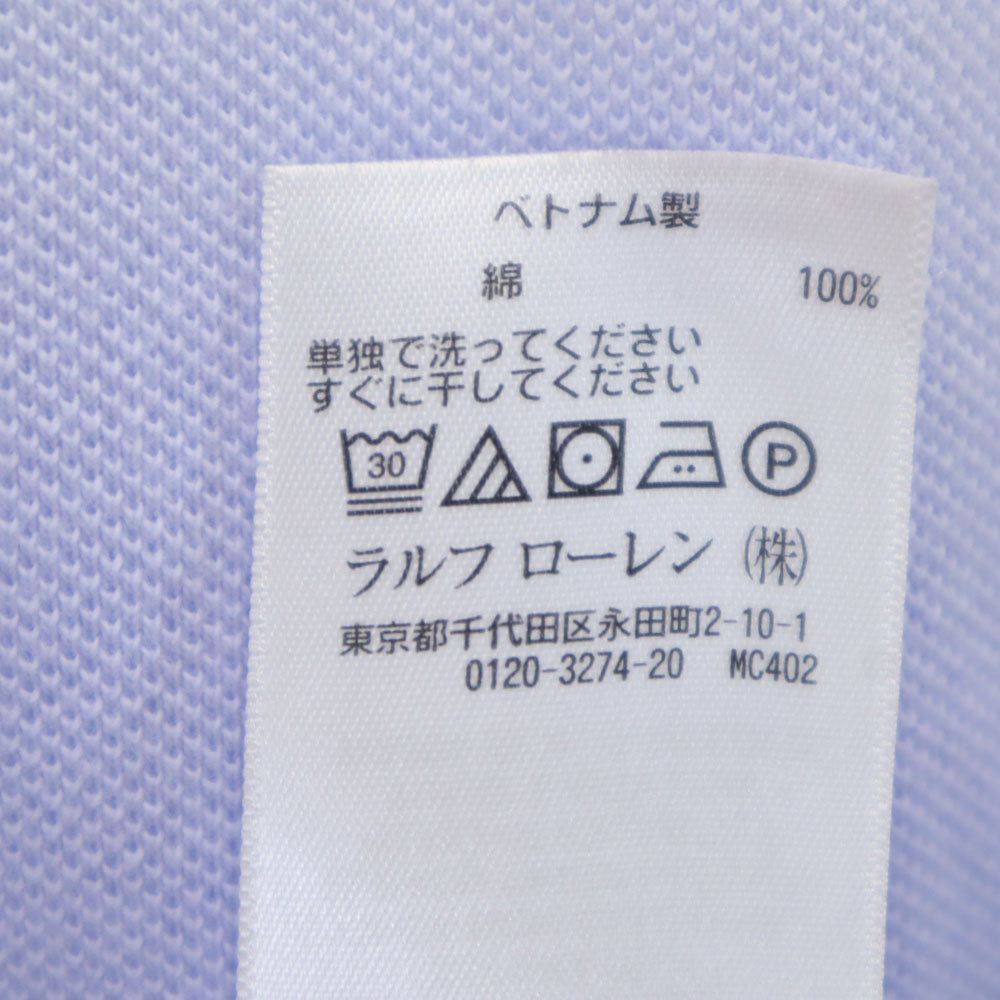 ベトナム製
綿 100%
単独で洗ってください
すぐに干してください
30 P
ラルフ ローレン (株)
東京都千代田区永田町2-10-1
0120-3274-20 MC402